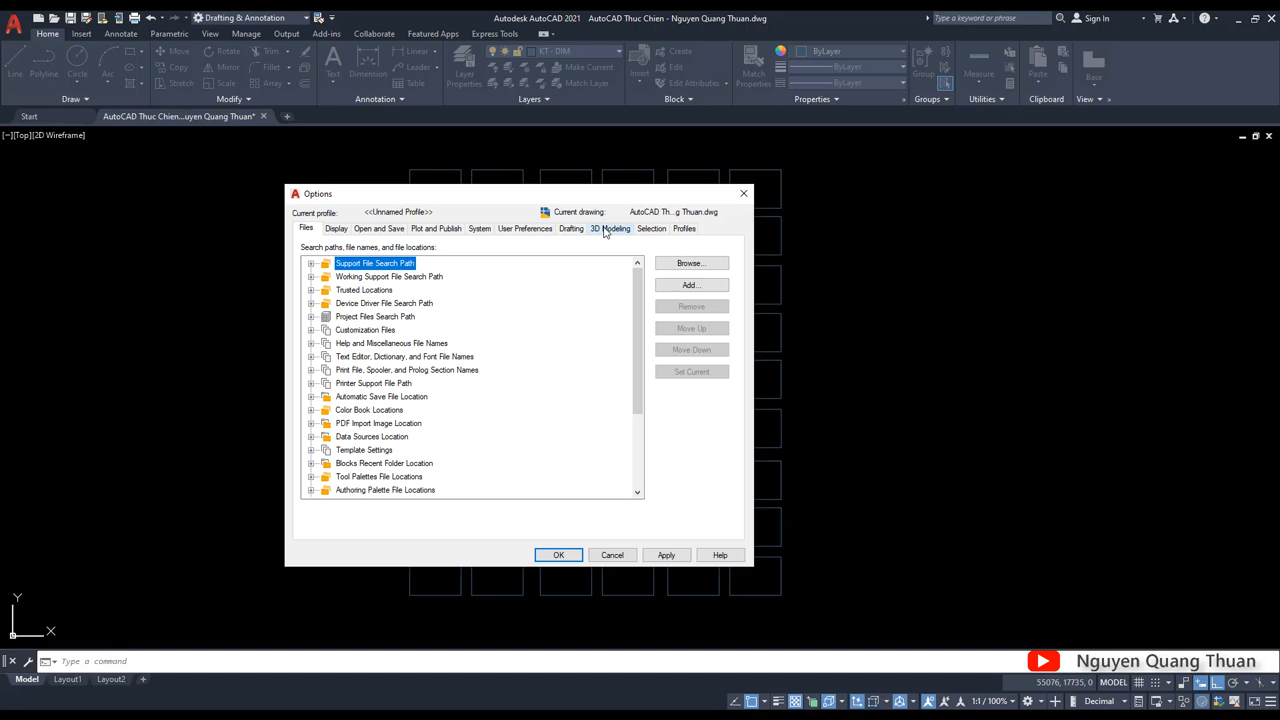 Drafting & Annotation
Autodesk AutoCAD 2021 AutoCAD Thuc Chien - Nguyen Quang Thuan.dwg
Type a keyword or phrase
Sign In
Home Insert Annotate Parametric View Manage Output Add-ins Collaborate Featured Apps Express Tools
Line
Polyline
Circle
Arc
Move
Rotate
Trim
Copy
Mirror
Fillet
Stretch
Scale
Array
Text
Dimension
Linear
Leader
Table
Layer
Properties
KT - DIM
Make Current
Match Layer
Insert
Create
Edit
Edit Attributes
Match
Properties
ByLayer
ByLayer
ByLayer
Group
Measure
Paste
Base
Draw
Modify
Annotation
Layers
Block
Properties
Groups
Utilities
Clipboard
View
Start
AutoCAD Thuc Chien...uyen Quang Thuan*
[−][Top][2D Wireframe]
Options
Current profile: <<Unnamed Profile>> Current drawing: AutoCAD Th...g Thuan.dwg
Files Display Open and Save Plot and Publish System User Preferences Drafting 3D Modeling Selection Profiles
Search paths, file names, and file locations:
Support File Search Path
Working Support File Search Path
Trusted Locations
Device Driver File Search Path
Project Files Search Path
Customization Files
Help and Miscellaneous File Names
Text Editor, Dictionary, and Font File Names
Print File, Spooler, and Prolog Section Names
Printer Support File Path
Automatic Save File Location
Color Book Locations
PDF Import Image Location
Data Sources Location
Template Settings
Blocks Recent Folder Location
Tool Palettes File Locations
Authoring Palette File Locations
Browse...
Add...
Remove
Move Up
Move Down
Set Current
OK
Cancel
Apply
Help
Y
X
Type a command
Nguyen Quang Thuan
Model Layout1 Layout2
55076, 17735, 0 MODEL
1:1 / 100%
Decimal